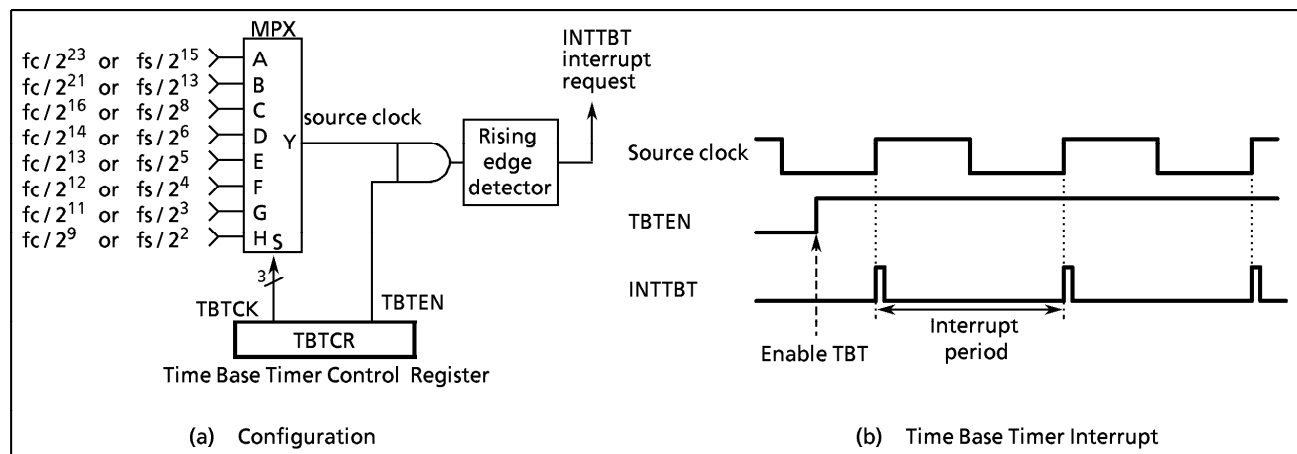 MPX
fc/2^23 or fs/2^15 A
fc/2^21 or fs/2^13 B
fc/2^16 or fs/2^8 C
fc/2^14 or fs/2^6 D
fc/2^13 or fs/2^5 E
fc/2^12 or fs/2^4 F
fc/2^11 or fs/2^3 G
fc/2^9 or fs/2^2 H
S
Y
source clock
Rising
edge
detector
INTTBT
interrupt
request
3
TBTCK
TBTEN
TBTCR
Time Base Timer Control Register
(a) Configuration
Source clock
TBTEN
INTTBT
Interrupt
period
Enable TBT
(b) Time Base Timer Interrupt